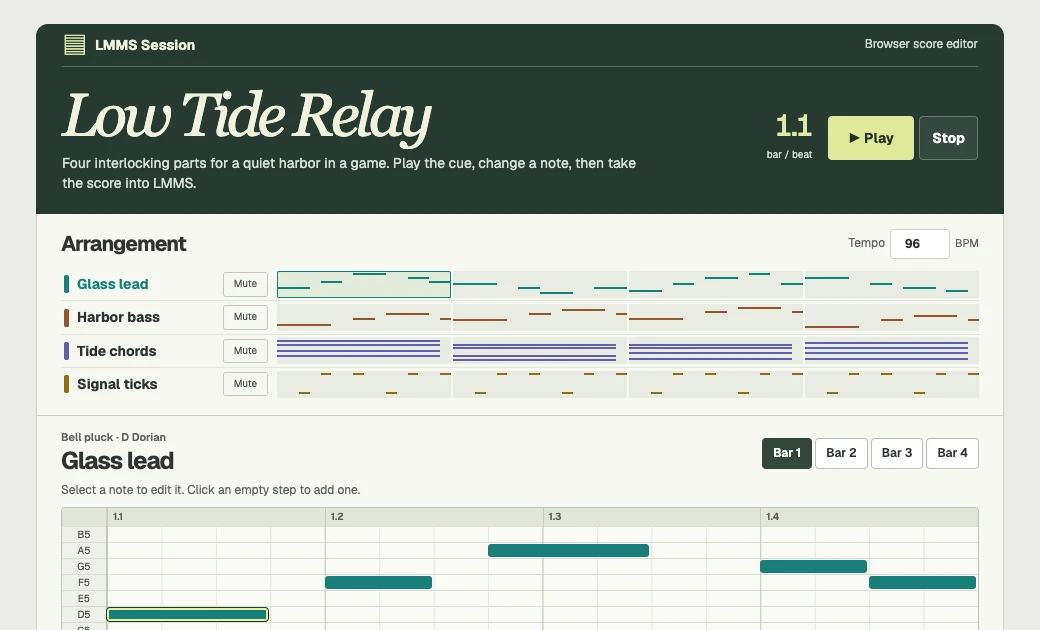 LMMS Session
Browser score editor
Low Tide Relay
Four interlocking parts for a quiet harbor in a game. Play the cue, change a note, then take
the score into LMMS.
1.1
bar / beat
▶ Play
Stop
Arrangement
Tempo 96 BPM
Glass lead Mute
Harbor bass Mute
Tide chords Mute
Signal ticks Mute
Bell pluck · D Dorian
Glass lead
Bar 1 Bar 2 Bar 3 Bar 4
Select a note to edit it. Click an empty step to add one.
1.1 1.2 1.3 1.4
B5
A5
G5
F5
E5
D5